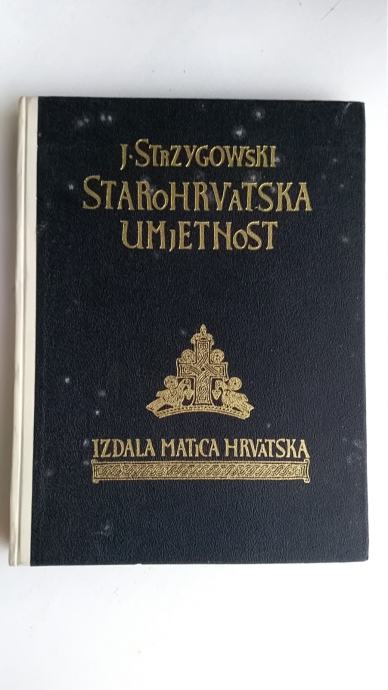 J. STRZYGOWSKI
STAROHRVATSKA
UMJETNOST
IZDALA MATICA HRVATSKA